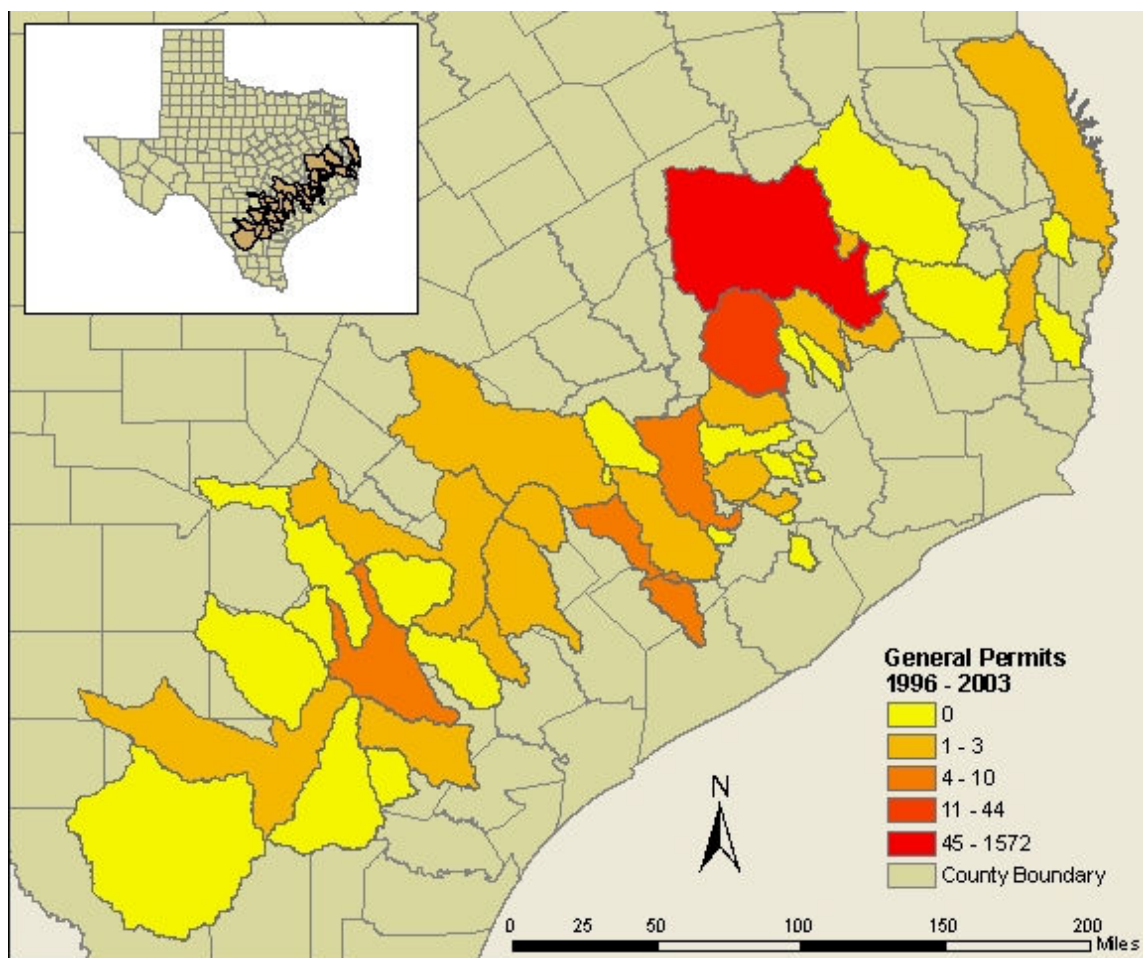 General Permits
1996 - 2003
0
1 - 3
4 - 10
11 - 44
45 - 1572
County Boundary
N
0 25 50 100 150 200
Miles